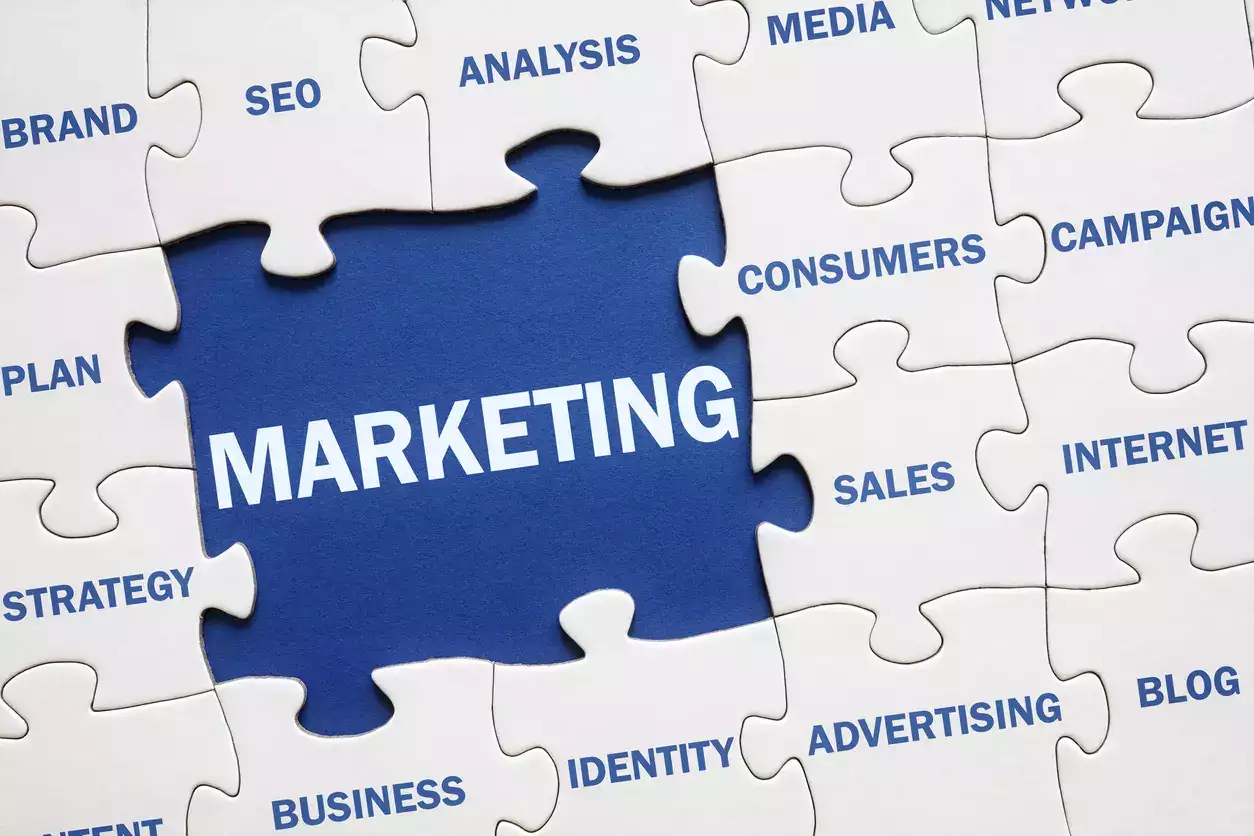 MEDIA
ANALYSIS
SEO
BRAND
CAMPAIGN
CONSUMERS
PLAN
MARKETING
INTERNET
SALES
STRATEGY
BLOG
ADVERTISING
IDENTITY
BUSINESS